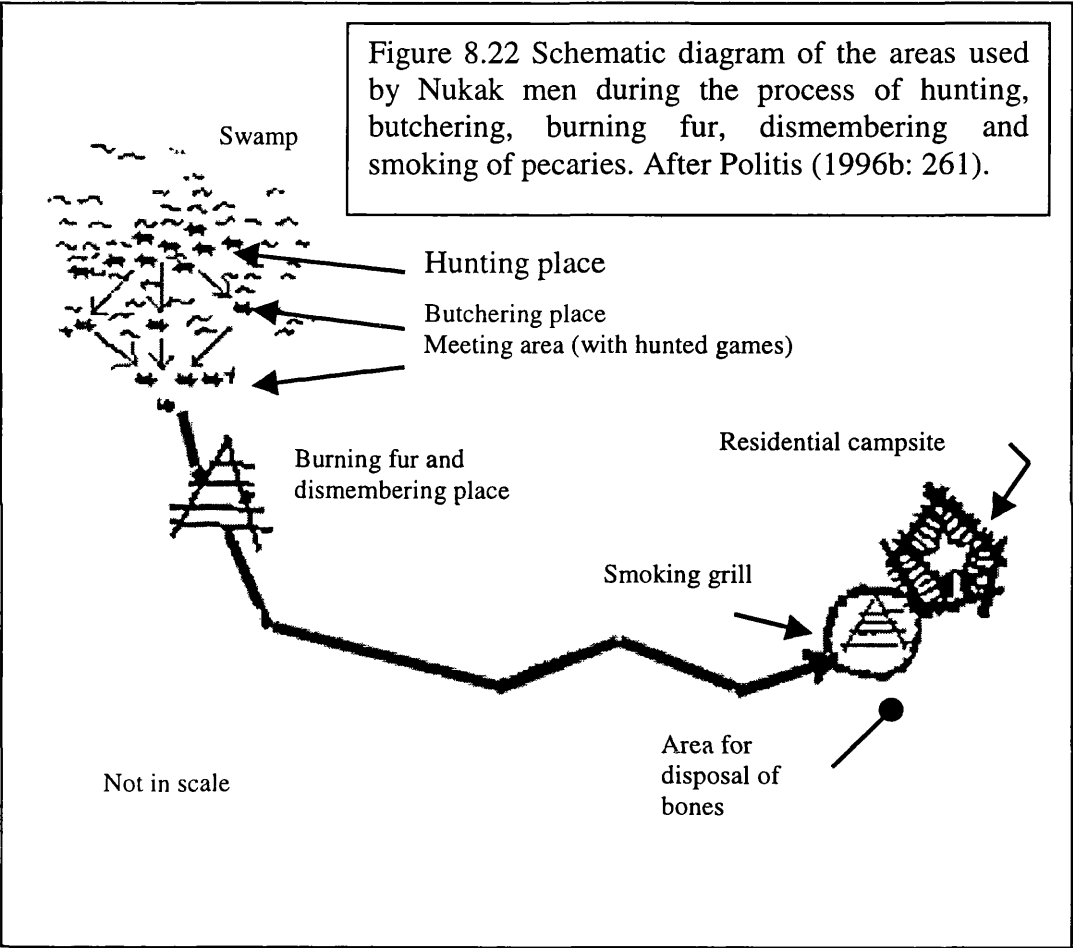 Figure 8.22 Schematic diagram of the areas used
by Nukak men during the process of hunting,
butchering, burning fur, dismembering and
smoking of pecaries. After Politis (1996b: 261).
Swamp
Hunting place
Butchering place
Meeting area (with hunted games)
Burning fur and
dismembering place
Residential campsite
Smoking grill
Area for
disposal of
bones
Not in scale